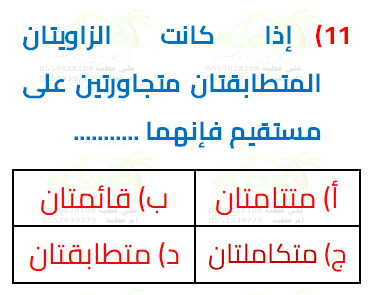 11) إذا كانت الزاويتان
المتطابقتان متجاورتين على
مستقيم فإنهما ...........
أ) متتامتان
ب) قائمتان
ج) متكاملتان
د) متطابقتان